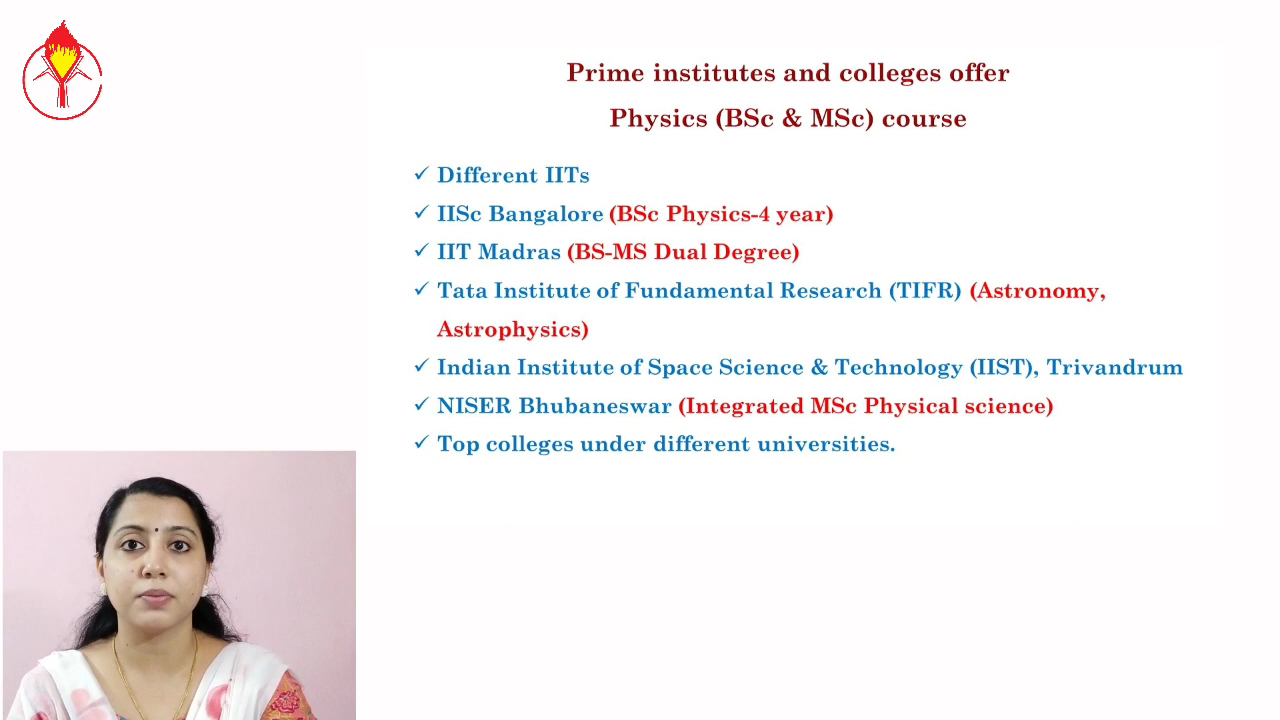 Prime institutes and colleges offer
Physics (BSc & MSc) course
✓ Different IITs
✓ IISc Bangalore (BSc Physics-4 year)
✓ IIT Madras (BS-MS Dual Degree)
✓ Tata Institute of Fundamental Research (TIFR) (Astronomy,
Astrophysics)
✓ Indian Institute of Space Science & Technology (IIST), Trivandrum
✓ NISER Bhubaneswar (Integrated MSc Physical science)
✓ Top colleges under different universities.